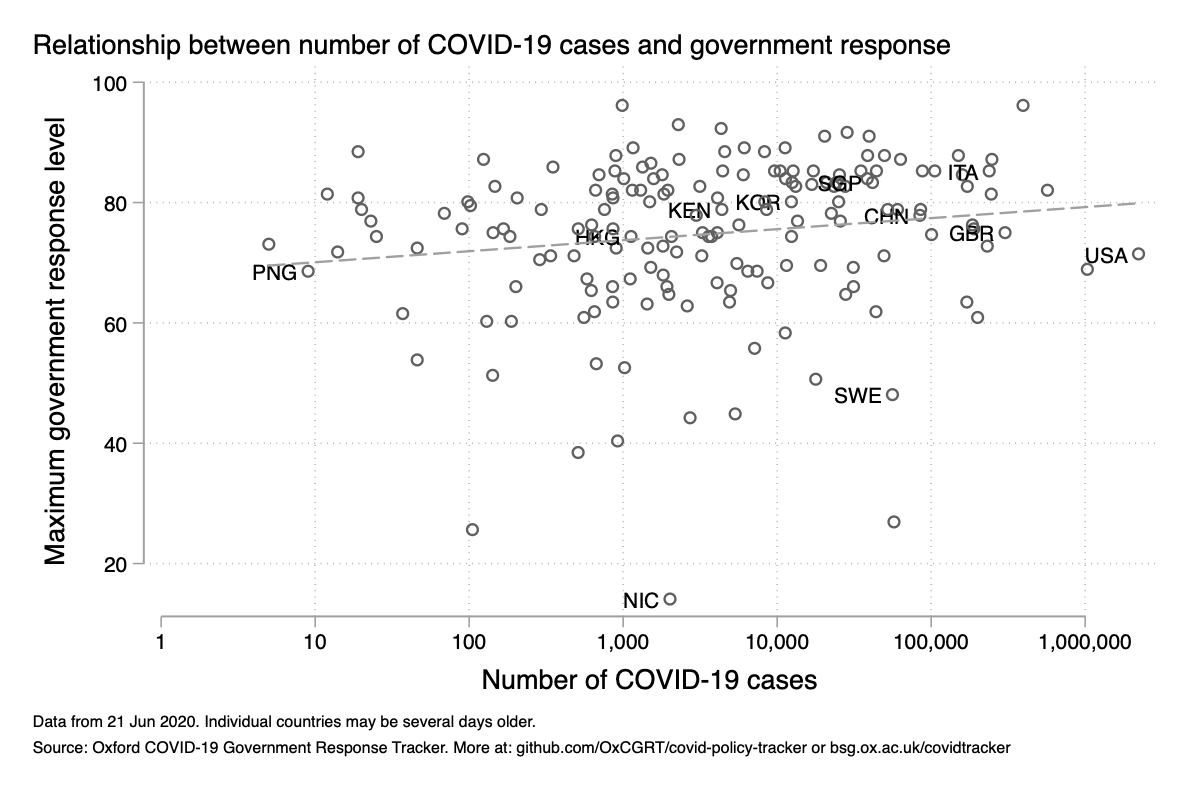 Relationship between number of COVID-19 cases and government response
Maximum government response level
100
80
60
40
20
PNG
HKG
KEN
KOR
SGP
CHN
ITA
GBR
USA
SWE
NIC
1
10
100
1,000
10,000
100,000
1,000,000
Number of COVID-19 cases
Data from 21 Jun 2020. Individual countries may be several days older.
Source: Oxford COVID-19 Government Response Tracker. More at: github.com/OxCGRT/covid-policy-tracker or bsg.ox.ac.uk/covidtracker